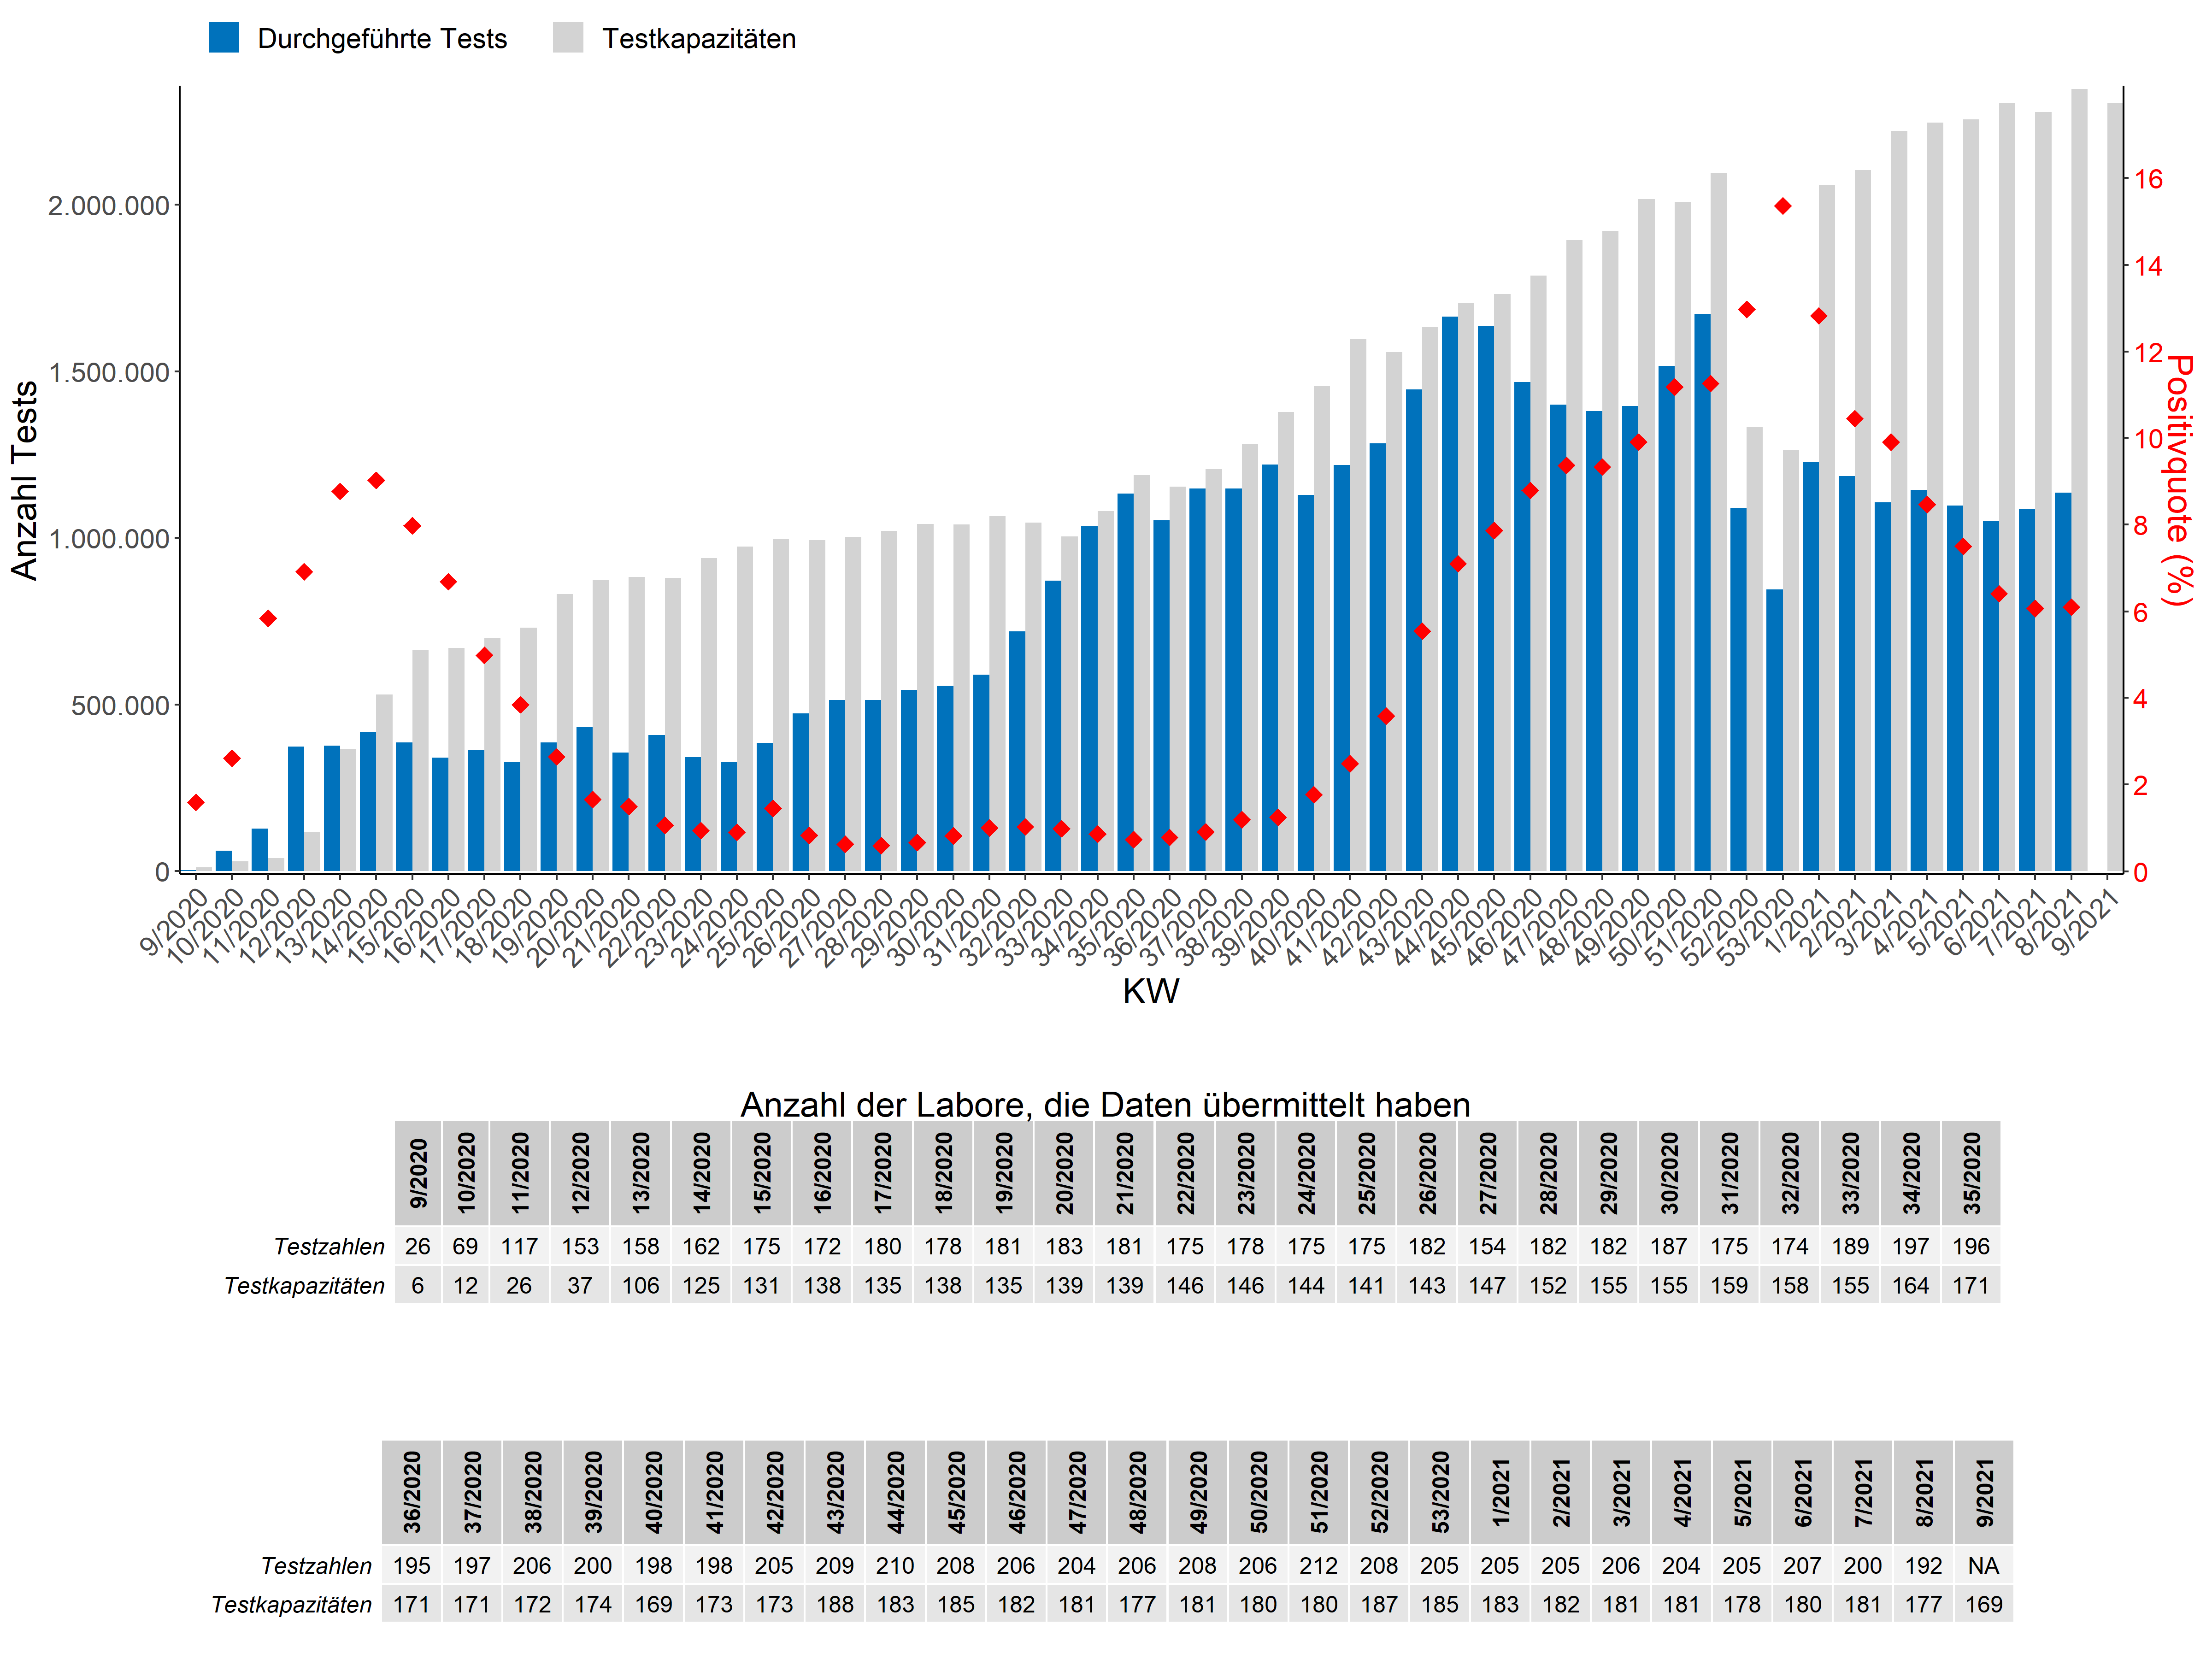 Durchgeführte Tests Testkapazitäten
Anzahl Tests
2.000.000
1.500.000
1.000.000
500.000
0
16
14
12
10
8
6
4
2
0
Positivquote (%)
9/2020 10/2020 11/2020 12/2020 13/2020 14/2020 15/2020 16/2020 17/2020 18/2020 19/2020 20/2020 21/2020 22/2020 23/2020 24/2020 25/2020 26/2020 27/2020 28/2020 29/2020 30/2020 31/2020 32/2020 33/2020 34/2020 35/2020 36/2020 37/2020 38/2020 39/2020 40/2020 41/2020 42/2020 43/2020 44/2020 45/2020 46/2020 47/2020 48/2020 49/2020 50/2020 51/2020 52/2020 53/2020 1/2021 2/2021 3/2021 4/2021 5/2021 6/2021 7/2021 8/2021 9/2021
KW
Anzahl der Labore, die Daten übermittelt haben
9/2020 10/2020 11/2020 12/2020 13/2020 14/2020 15/2020 16/2020 17/2020 18/2020 19/2020 20/2020 21/2020 22/2020 23/2020 24/2020 25/2020 26/2020 27/2020 28/2020 29/2020 30/2020 31/2020 32/2020 33/2020 34/2020 35/2020
Testzahlen 26 69 117 153 158 162 175 172 180 178 181 183 181 175 178 175 175 182 154 182 182 187 175 174 189 197 196
Testkapazitäten 6 12 26 37 106 125 131 138 135 138 135 139 139 146 146 144 141 143 147 152 155 155 159 158 155 164 171
36/2020 37/2020 38/2020 39/2020 40/2020 41/2020 42/2020 43/2020 44/2020 45/2020 46/2020 47/2020 48/2020 49/2020 50/2020 51/2020 52/2020 53/2020 1/2021 2/2021 3/2021 4/2021 5/2021 6/2021 7/2021 8/2021 9/2021
Testzahlen 195 197 206 200 198 198 205 209 210 208 206 204 206 208 206 212 208 205 205 205 206 204 205 207 200 192 NA
Testkapazitäten 171 171 172 174 169 173 173 188 183 185 182 181 177 181 180 180 187 185 183 182 181 181 178 180 181 177 169